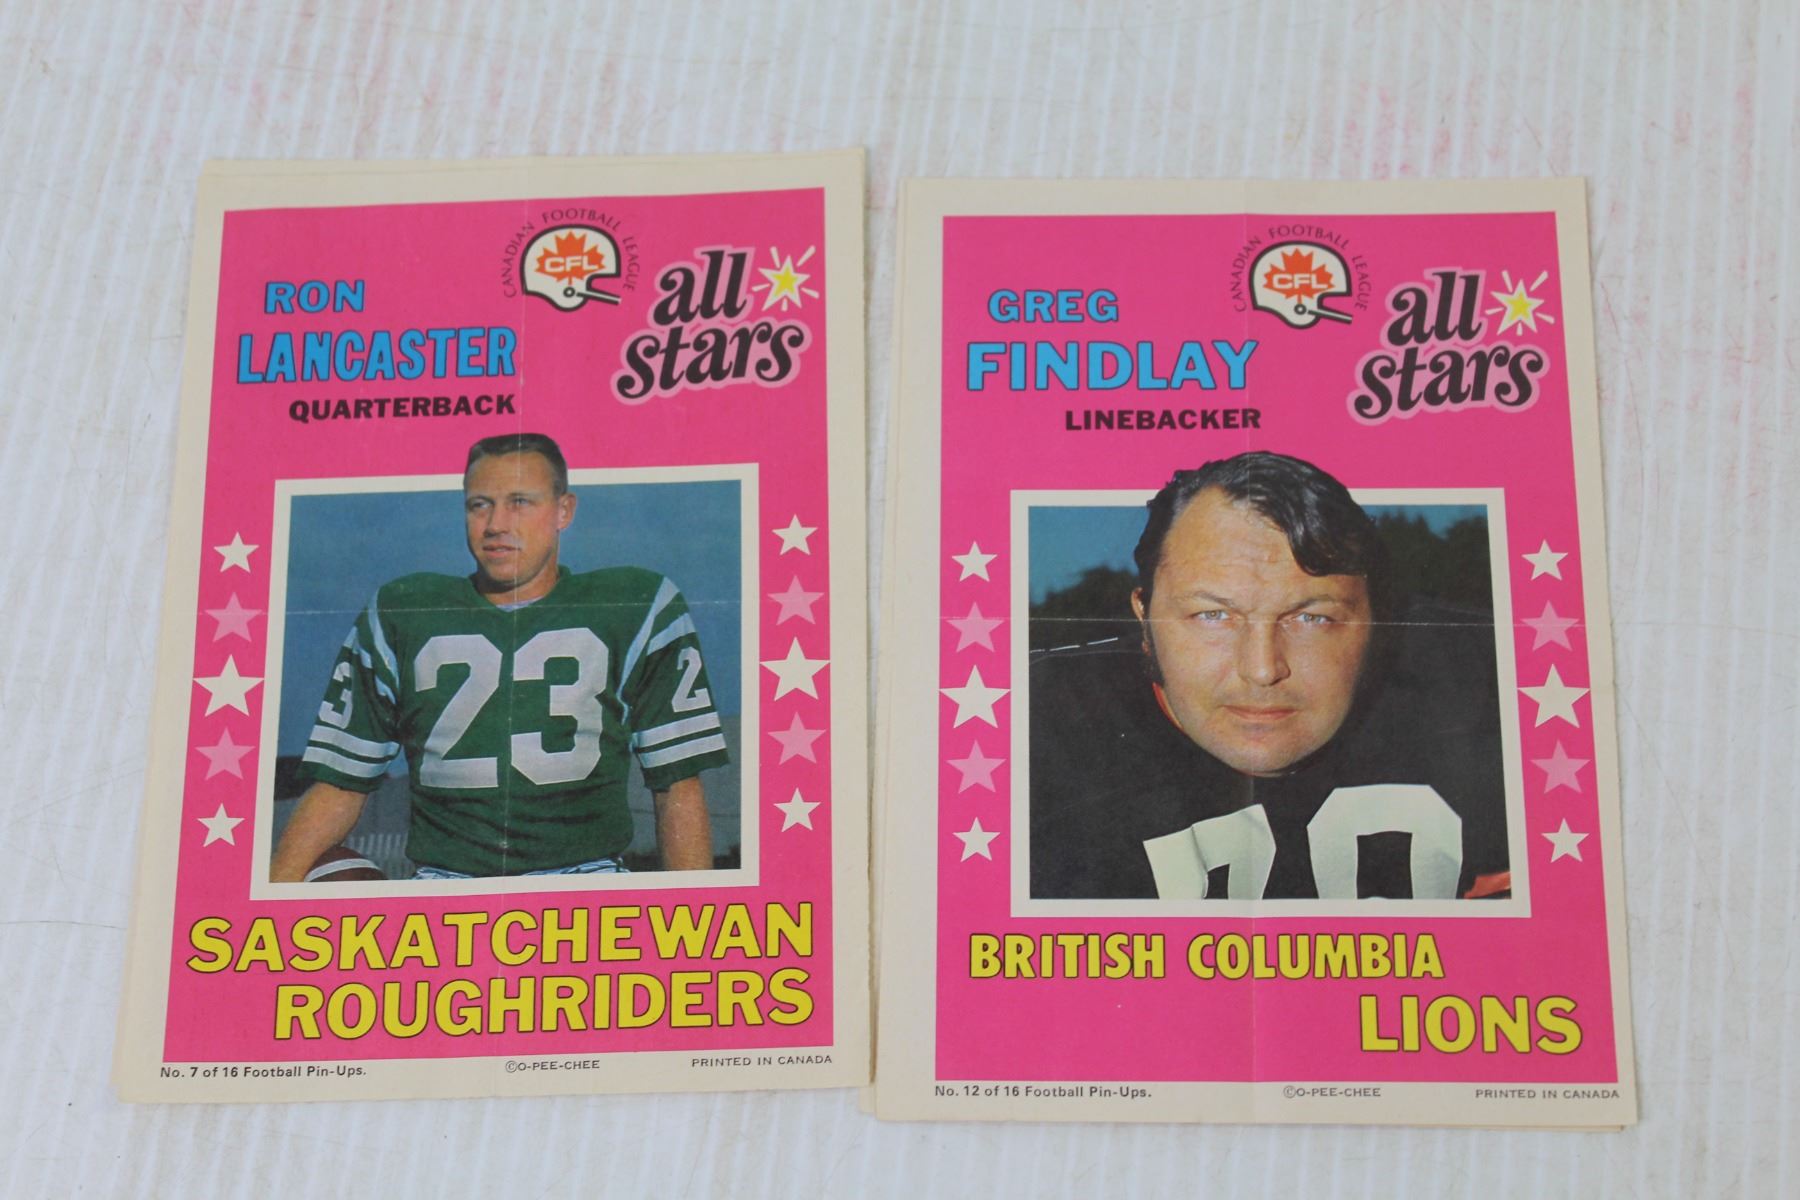 CANADIAN FOOTBALL LEAGUE
CFL
RON
LANCASTER
QUARTERBACK
all
stars
23
23
2
SASKATCHEWAN
ROUGHRIDERS
No. 7 of 16 Football Pin-Ups.
©O-PEE-CHEE
PRINTED IN CANADA
CANADIAN FOOTBALL LEAGUE
CFL
GREG
FINDLAY
LINEBACKER
all
stars
BRITISH COLUMBIA
LIONS
No. 12 of 16 Football Pin-Ups.
©O-PEE-CHEE
PRINTED IN CANADA